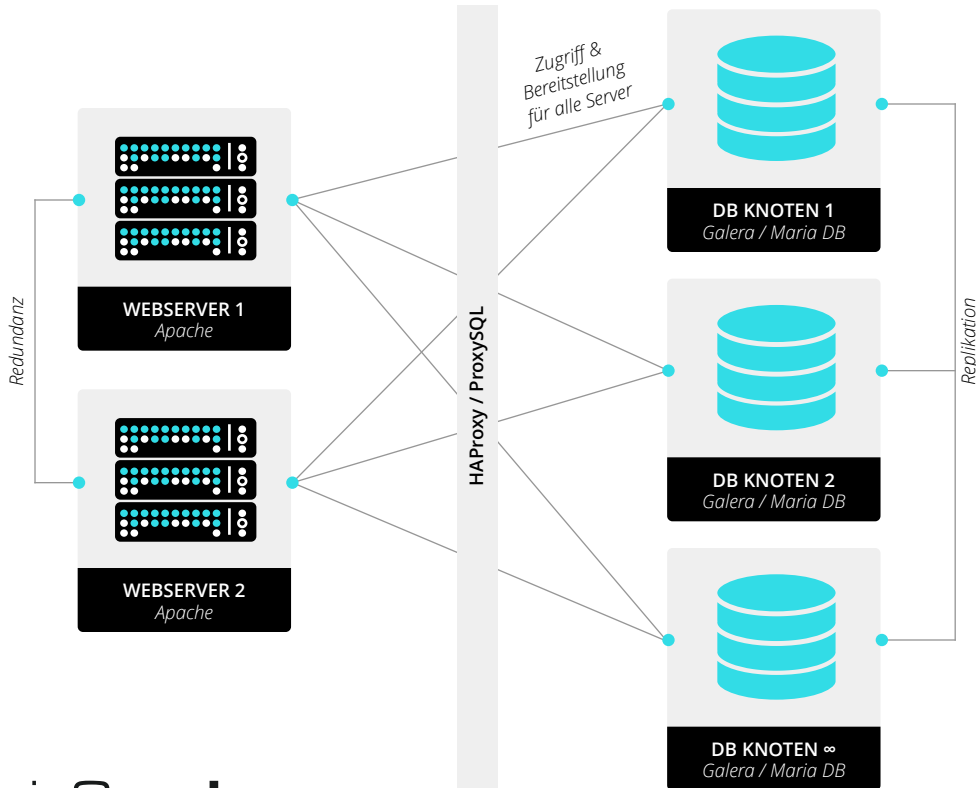 Zugriff &
Bereitstellung
für alle Server
WEBSERVER 1
Apache
WEBSERVER 2
Apache
Redundanz
HAProxy / ProxySQL
DB KNOTEN 1
Galera / Maria DB
DB KNOTEN 2
Galera / Maria DB
DB KNOTEN ∞
Galera / Maria DB
Replikation